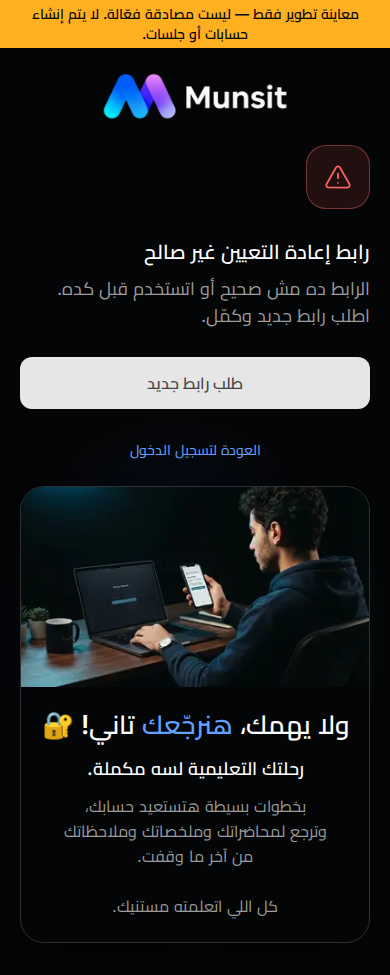 معاينة تطوير فقط — ليست مصادقة فعّالة. لا يتم إنشاء
حسابات أو جلسات.
Munsit
رابط إعادة التعيين غير صالح
الرابط ده مش صحيح أو اتستخدم قبل كده.
اطلب رابط جديد وكمّل.
طلب رابط جديد
العودة لتسجيل الدخول
ولا يهمك، هنرجّعك تاني! 🔐
رحلتك التعليمية لسه مكملة.
بخطوات بسيطة هتستعيد حسابك،
وترجع لمحاضراتك وملخصاتك وملاحظاتك
من آخر ما وقفت.
كل اللي اتعلمته مستنيك.